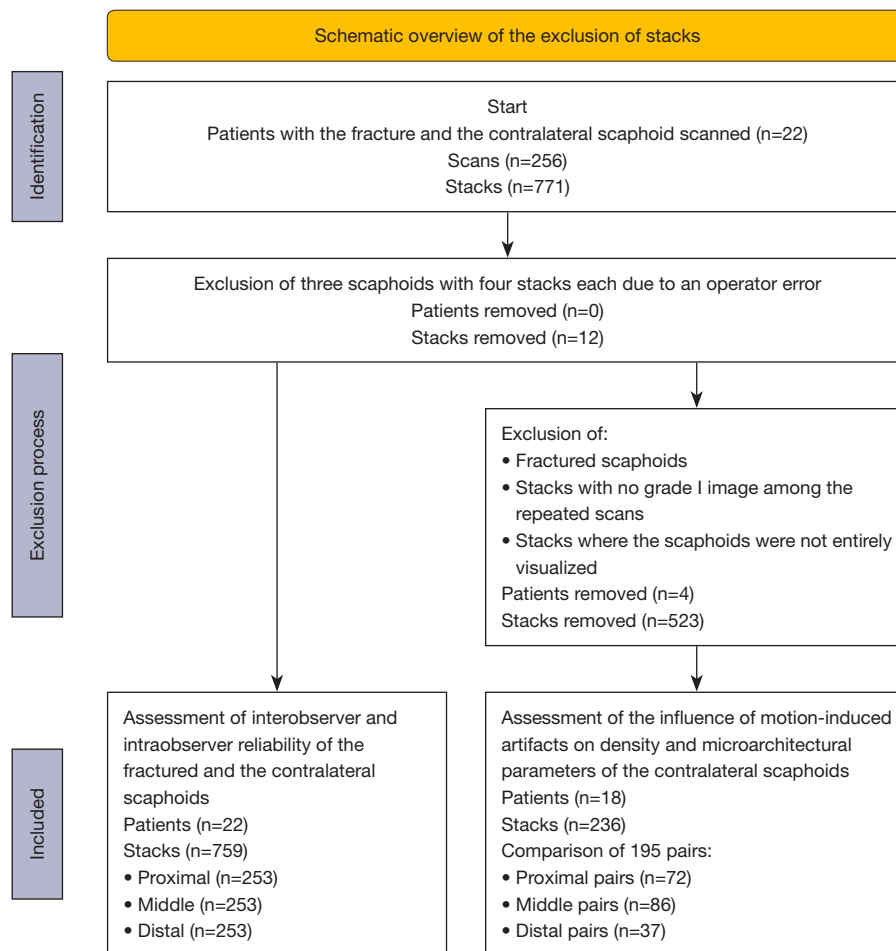 Schematic overview of the exclusion of stacks
Identification
Start
Patients with the fracture and the contralateral scaphoid scanned (n=22)
Scans (n=256)
Stacks (n=771)
Exclusion process
Exclusion of three scaphoids with four stacks each due to an operator error
Patients removed (n=0)
Stacks removed (n=12)
Exclusion of:
• Fractured scaphoids
• Stacks with no grade I image among the
repeated scans
• Stacks where the scaphoids were not entirely
visualized
Patients removed (n=4)
Stacks removed (n=523)
Included
Assessment of interobserver and
intraobserver reliability of the
fractured and the contralateral
scaphoids
Patients (n=22)
Stacks (n=759)
• Proximal (n=253)
• Middle (n=253)
• Distal (n=253)
Assessment of the influence of motion-induced
artifacts on density and microarchitectural
parameters of the contralateral scaphoids
Patients (n=18)
Stacks (n=236)
Comparison of 195 pairs:
• Proximal pairs (n=72)
• Middle pairs (n=86)
• Distal pairs (n=37)